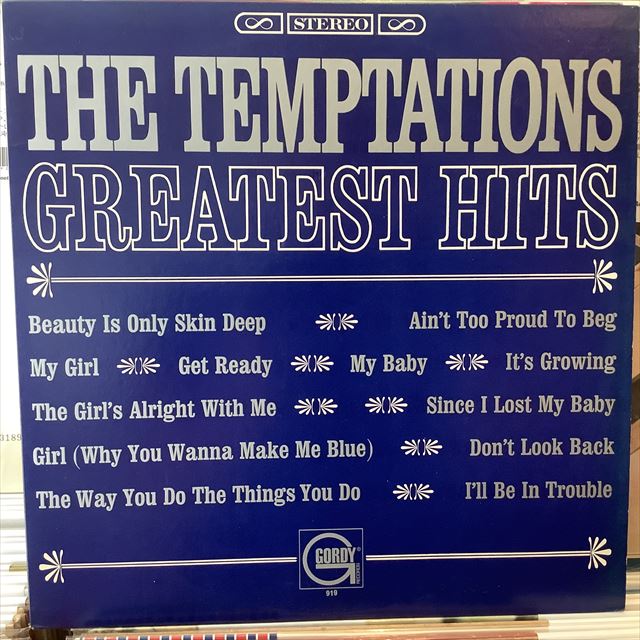 STEREO
THE TEMPTATIONS
GREATEST HITS
Beauty Is Only Skin Deep Ain't Too Proud To Beg
My Girl Get Ready My Baby It's Growing
The Girl's Alright With Me Since I Lost My Baby
Girl (Why You Wanna Make Me Blue) Don't Look Back
The Way You Do The Things You Do I'll Be In Trouble
GORDY
919